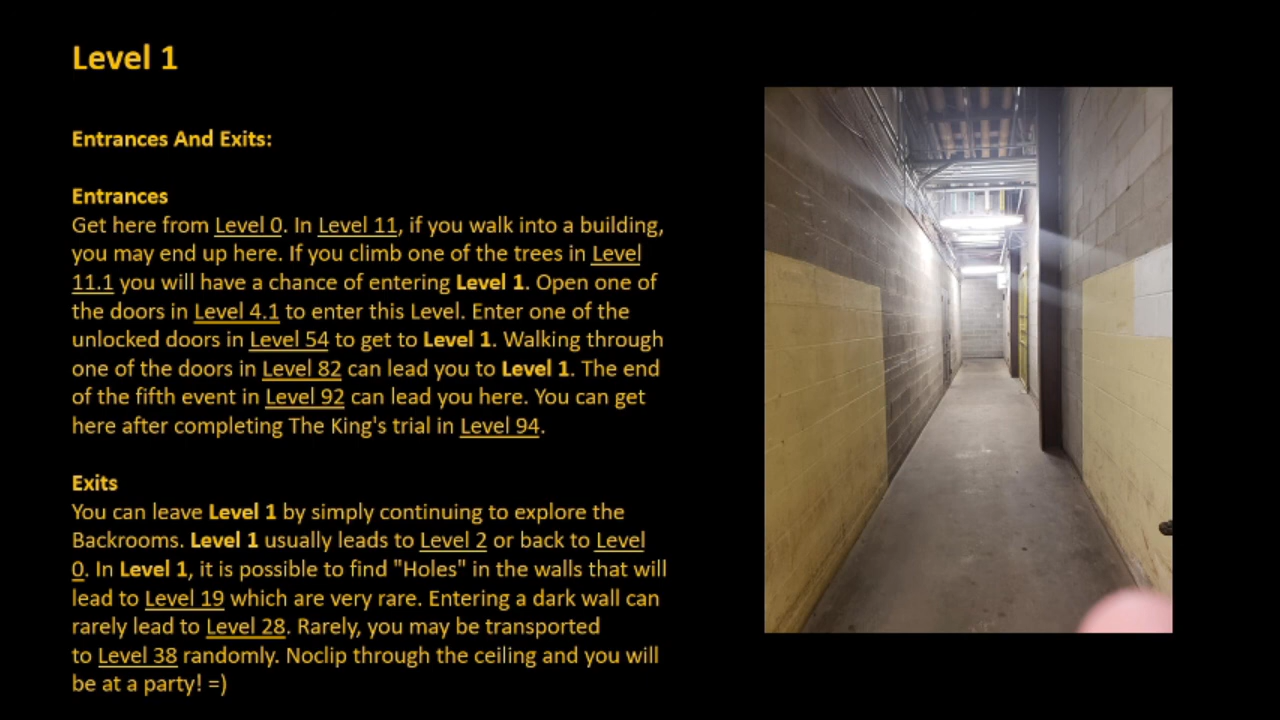 Level 1
Entrances And Exits:
Entrances
Get here from Level 0. In Level 11, if you walk into a building,
you may end up here. If you climb one of the trees in Level
11.1 you will have a chance of entering Level 1. Open one of
the doors in Level 4.1 to enter this Level. Enter one of the
unlocked doors in Level 54 to get to Level 1. Walking through
one of the doors in Level 82 can lead you to Level 1. The end
of the fifth event in Level 92 can lead you here. You can get
here after completing The King's trial in Level 94.
Exits
You can leave Level 1 by simply continuing to explore the
Backrooms. Level 1 usually leads to Level 2 or back to Level
0. In Level 1, it is possible to find "Holes" in the walls that will
lead to Level 19 which are very rare. Entering a dark wall can
rarely lead to Level 28. Rarely, you may be transported
to Level 38 randomly. Noclip through the ceiling and you will
be at a party! =)